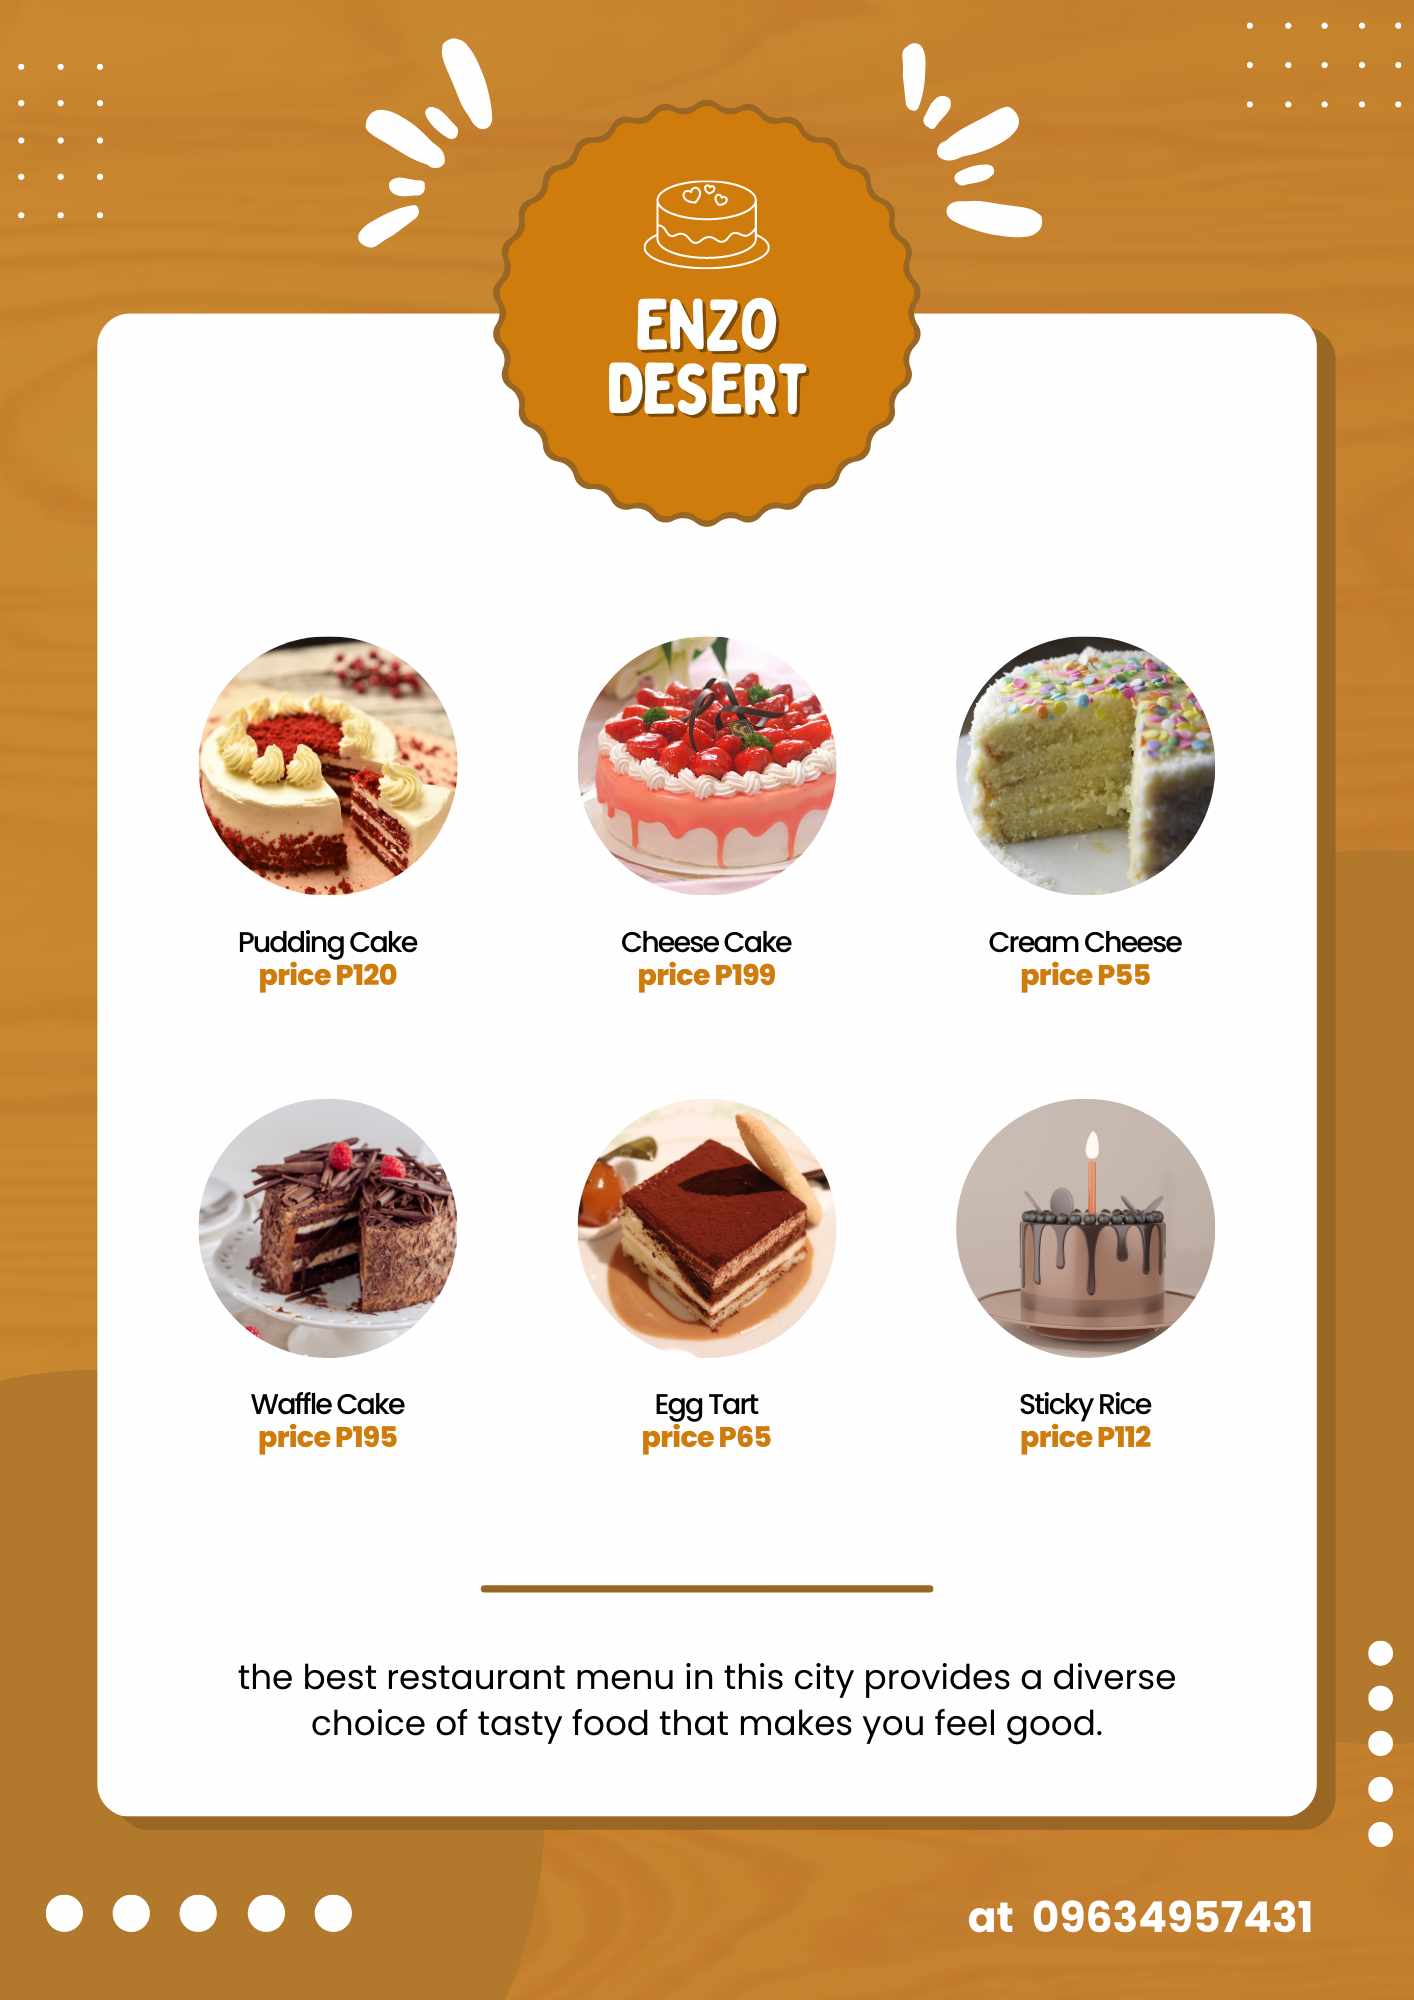 ENZO
DESERT
Pudding Cake
price P120
Cheese Cake
price P199
Cream Cheese
price P55
Waffle Cake
price P195
Egg Tart
price P65
Sticky Rice
price P112
the best restaurant menu in this city provides a diverse
choice of tasty food that makes you feel good.
at 09634957431